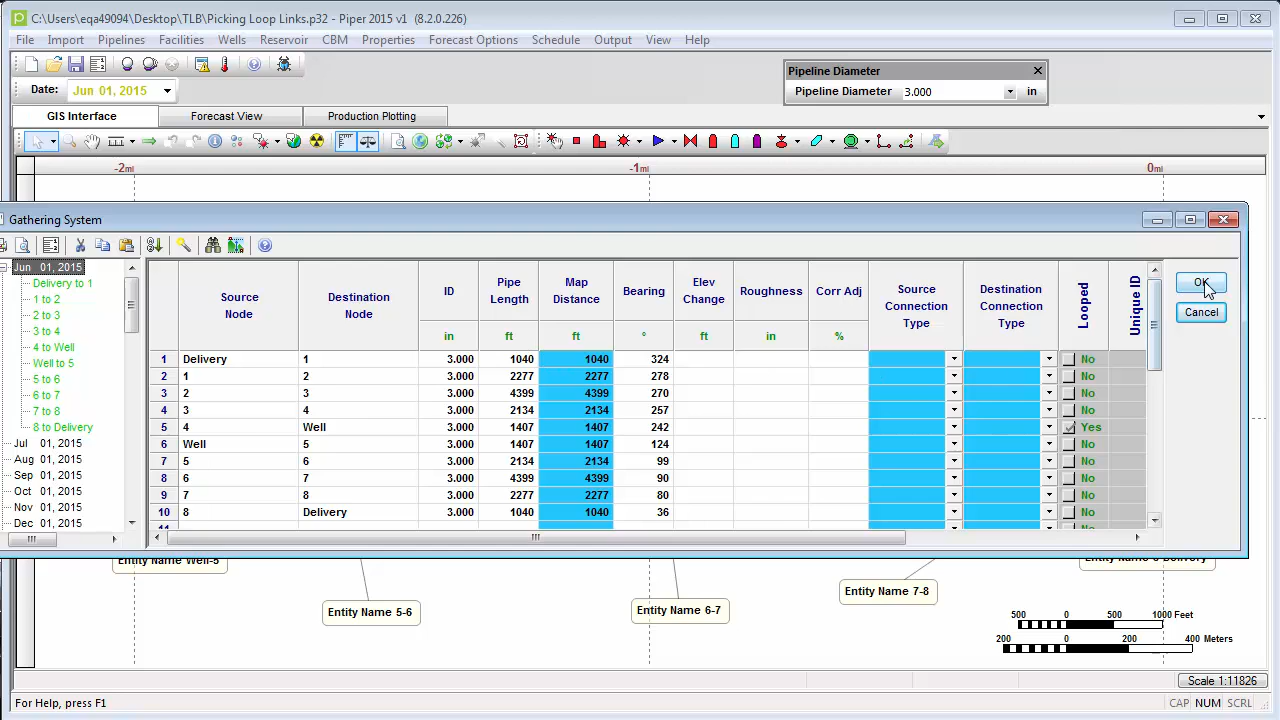 C:\Users\eqa49094\Desktop\TLB\Picking Loop Links.p32 - Piper 2015 v1 (8.2.0.226)
File Import Pipelines Facilities Wells Reservoir CBM Properties Forecast Options Schedule Output View Help
Pipeline Diameter
Date: Jun 01, 2015
Pipeline Diameter 3.000 in
GIS Interface Forecast View Production Plotting
-2mi -1mi 0mi
Gathering System
Jun 01, 2015
Delivery to 1
1 to 2
2 to 3
3 to 4
4 to Well
Well to 5
5 to 6
6 to 7
7 to 8
8 to Delivery
Jul 01, 2015
Aug 01, 2015
Sep 01, 2015
Oct 01, 2015
Nov 01, 2015
Dec 01, 2015
Source Node Destination Node ID Pipe Length Map Distance Bearing Elev Change Roughness Corr Adj Source Connection Type Destination Connection Type Looped Unique ID
in ft ft ° ft in %
1 Delivery 1 3.000 1040 1040 324 No
2 1 2 3.000 2277 2277 278 No
3 2 3 3.000 4399 4399 270 No
4 3 4 3.000 2134 2134 257 No
5 4 Well 3.000 1407 1407 242 Yes
6 Well 5 3.000 1407 1407 124 No
7 5 6 3.000 2134 2134 99 No
8 6 7 3.000 4399 4399 90 No
9 7 8 3.000 2277 2277 80 No
10 8 Delivery 3.000 1040 1040 36 No
OK
Cancel
Entity Name Well-5
Entity Name 5-6
Entity Name 6-7
Entity Name 7-8
Entity Name 8-Delivery
500 0 500 1000 Feet
200 0 200 400 Meters
Scale 1:11826
For Help, press F1
CAP NUM SCRL